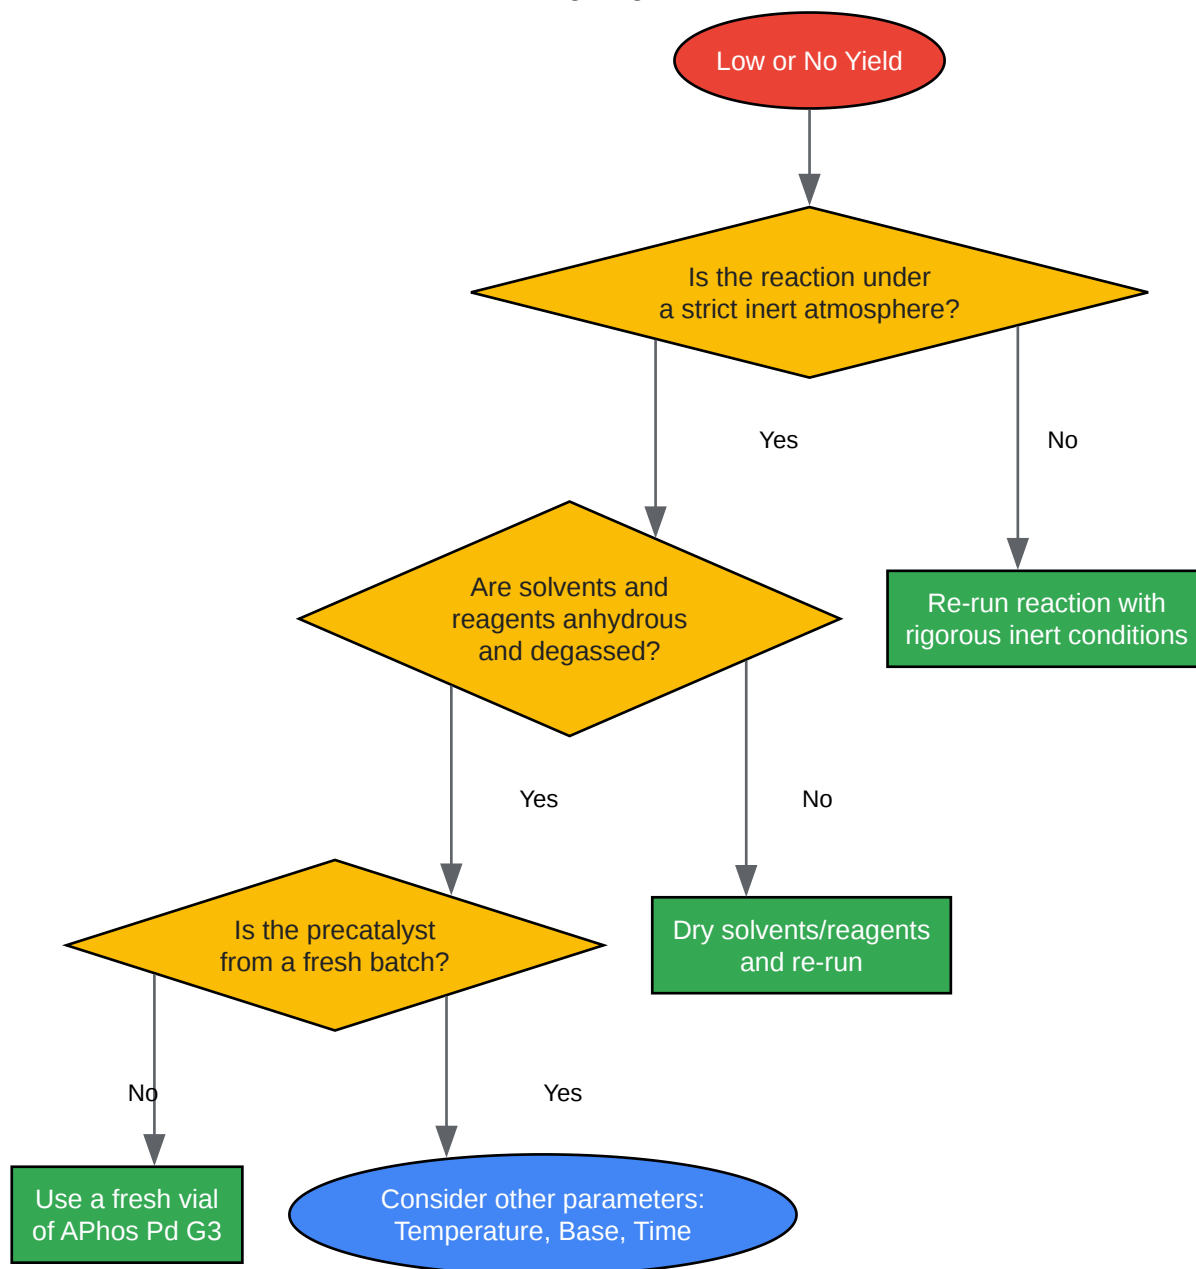 Low or No Yield
Is the reaction under
a strict inert atmosphere?
Yes
No
Are solvents and
reagents anhydrous
and degassed?
Re-run reaction with
rigorous inert conditions
Yes
No
Is the precatalyst
from a fresh batch?
Dry solvents/reagents
and re-run
No
Yes
Use a fresh vial
of APhos Pd G3
Consider other parameters:
Temperature, Base, Time